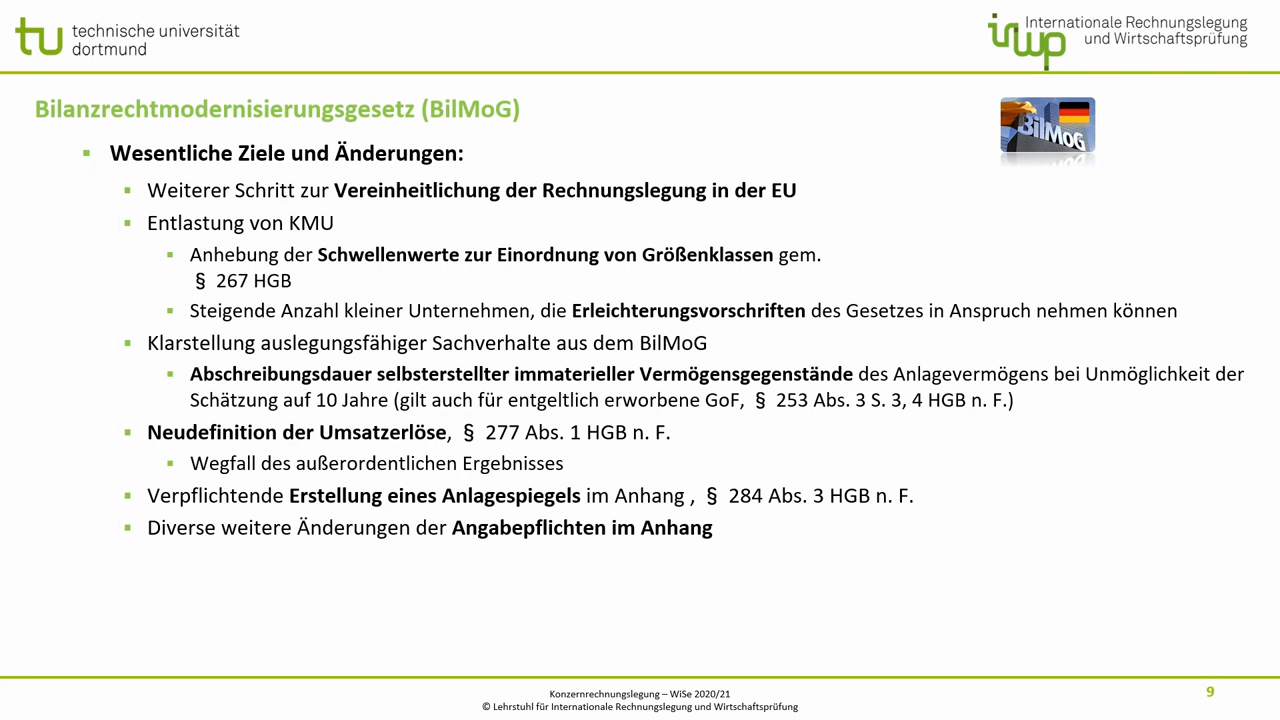 technische universität
dortmund
Internationale Rechnungslegung
und Wirtschaftsprüfung
Bilanzrechtmodernisierungsgesetz (BilMoG)
BilMoG
Wesentliche Ziele und Änderungen:
Weiterer Schritt zur Vereinheitlichung der Rechnungslegung in der EU
Entlastung von KMU
Anhebung der Schwellenwerte zur Einordnung von Größenklassen gem.
§ 267 HGB
Steigende Anzahl kleiner Unternehmen, die Erleichterungsvorschriften des Gesetzes in Anspruch nehmen können
Klarstellung auslegungsfähiger Sachverhalte aus dem BilMoG
Abschreibungsdauer selbsterstellter immaterieller Vermögensgegenstände des Anlagevermögens bei Unmöglichkeit der
Schätzung auf 10 Jahre (gilt auch für entgeltlich erworbene GoF, § 253 Abs. 3 S. 3, 4 HGB n. F.)
Neudefinition der Umsatzerlöse, § 277 Abs. 1 HGB n. F.
Wegfall des außerordentlichen Ergebnisses
Verpflichtende Erstellung eines Anlagespiegels im Anhang , § 284 Abs. 3 HGB n. F.
Diverse weitere Änderungen der Angabepflichten im Anhang
Konzernrechnungslegung – WiSe 2020/21
© Lehrstuhl für Internationale Rechnungslegung und Wirtschaftsprüfung
9